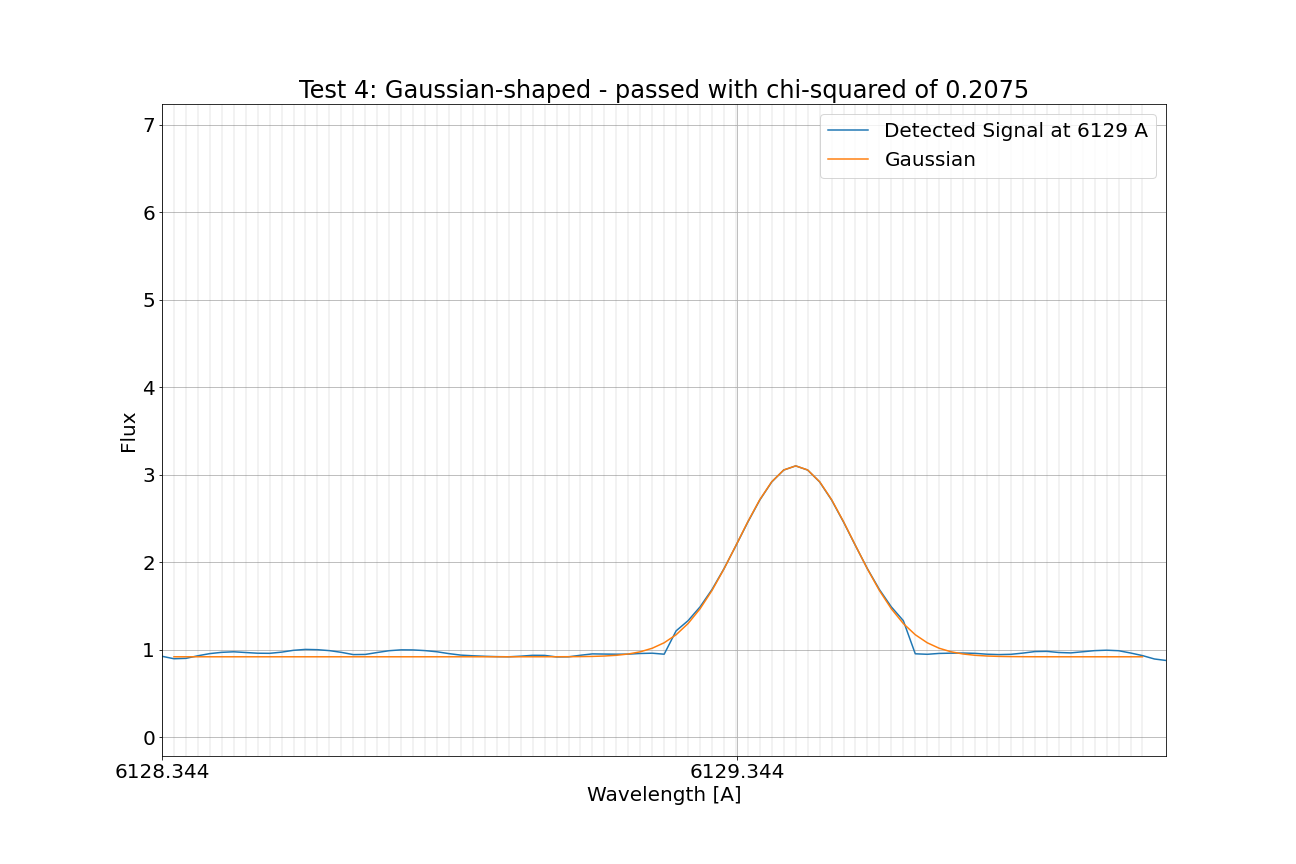 Test 4: Gaussian-shaped - passed with chi-squared of 0.2075
Detected Signal at 6129 A
Gaussian
7
6
5
4
3
2
1
0
Flux
6128.344 6129.344
Wavelength [A]